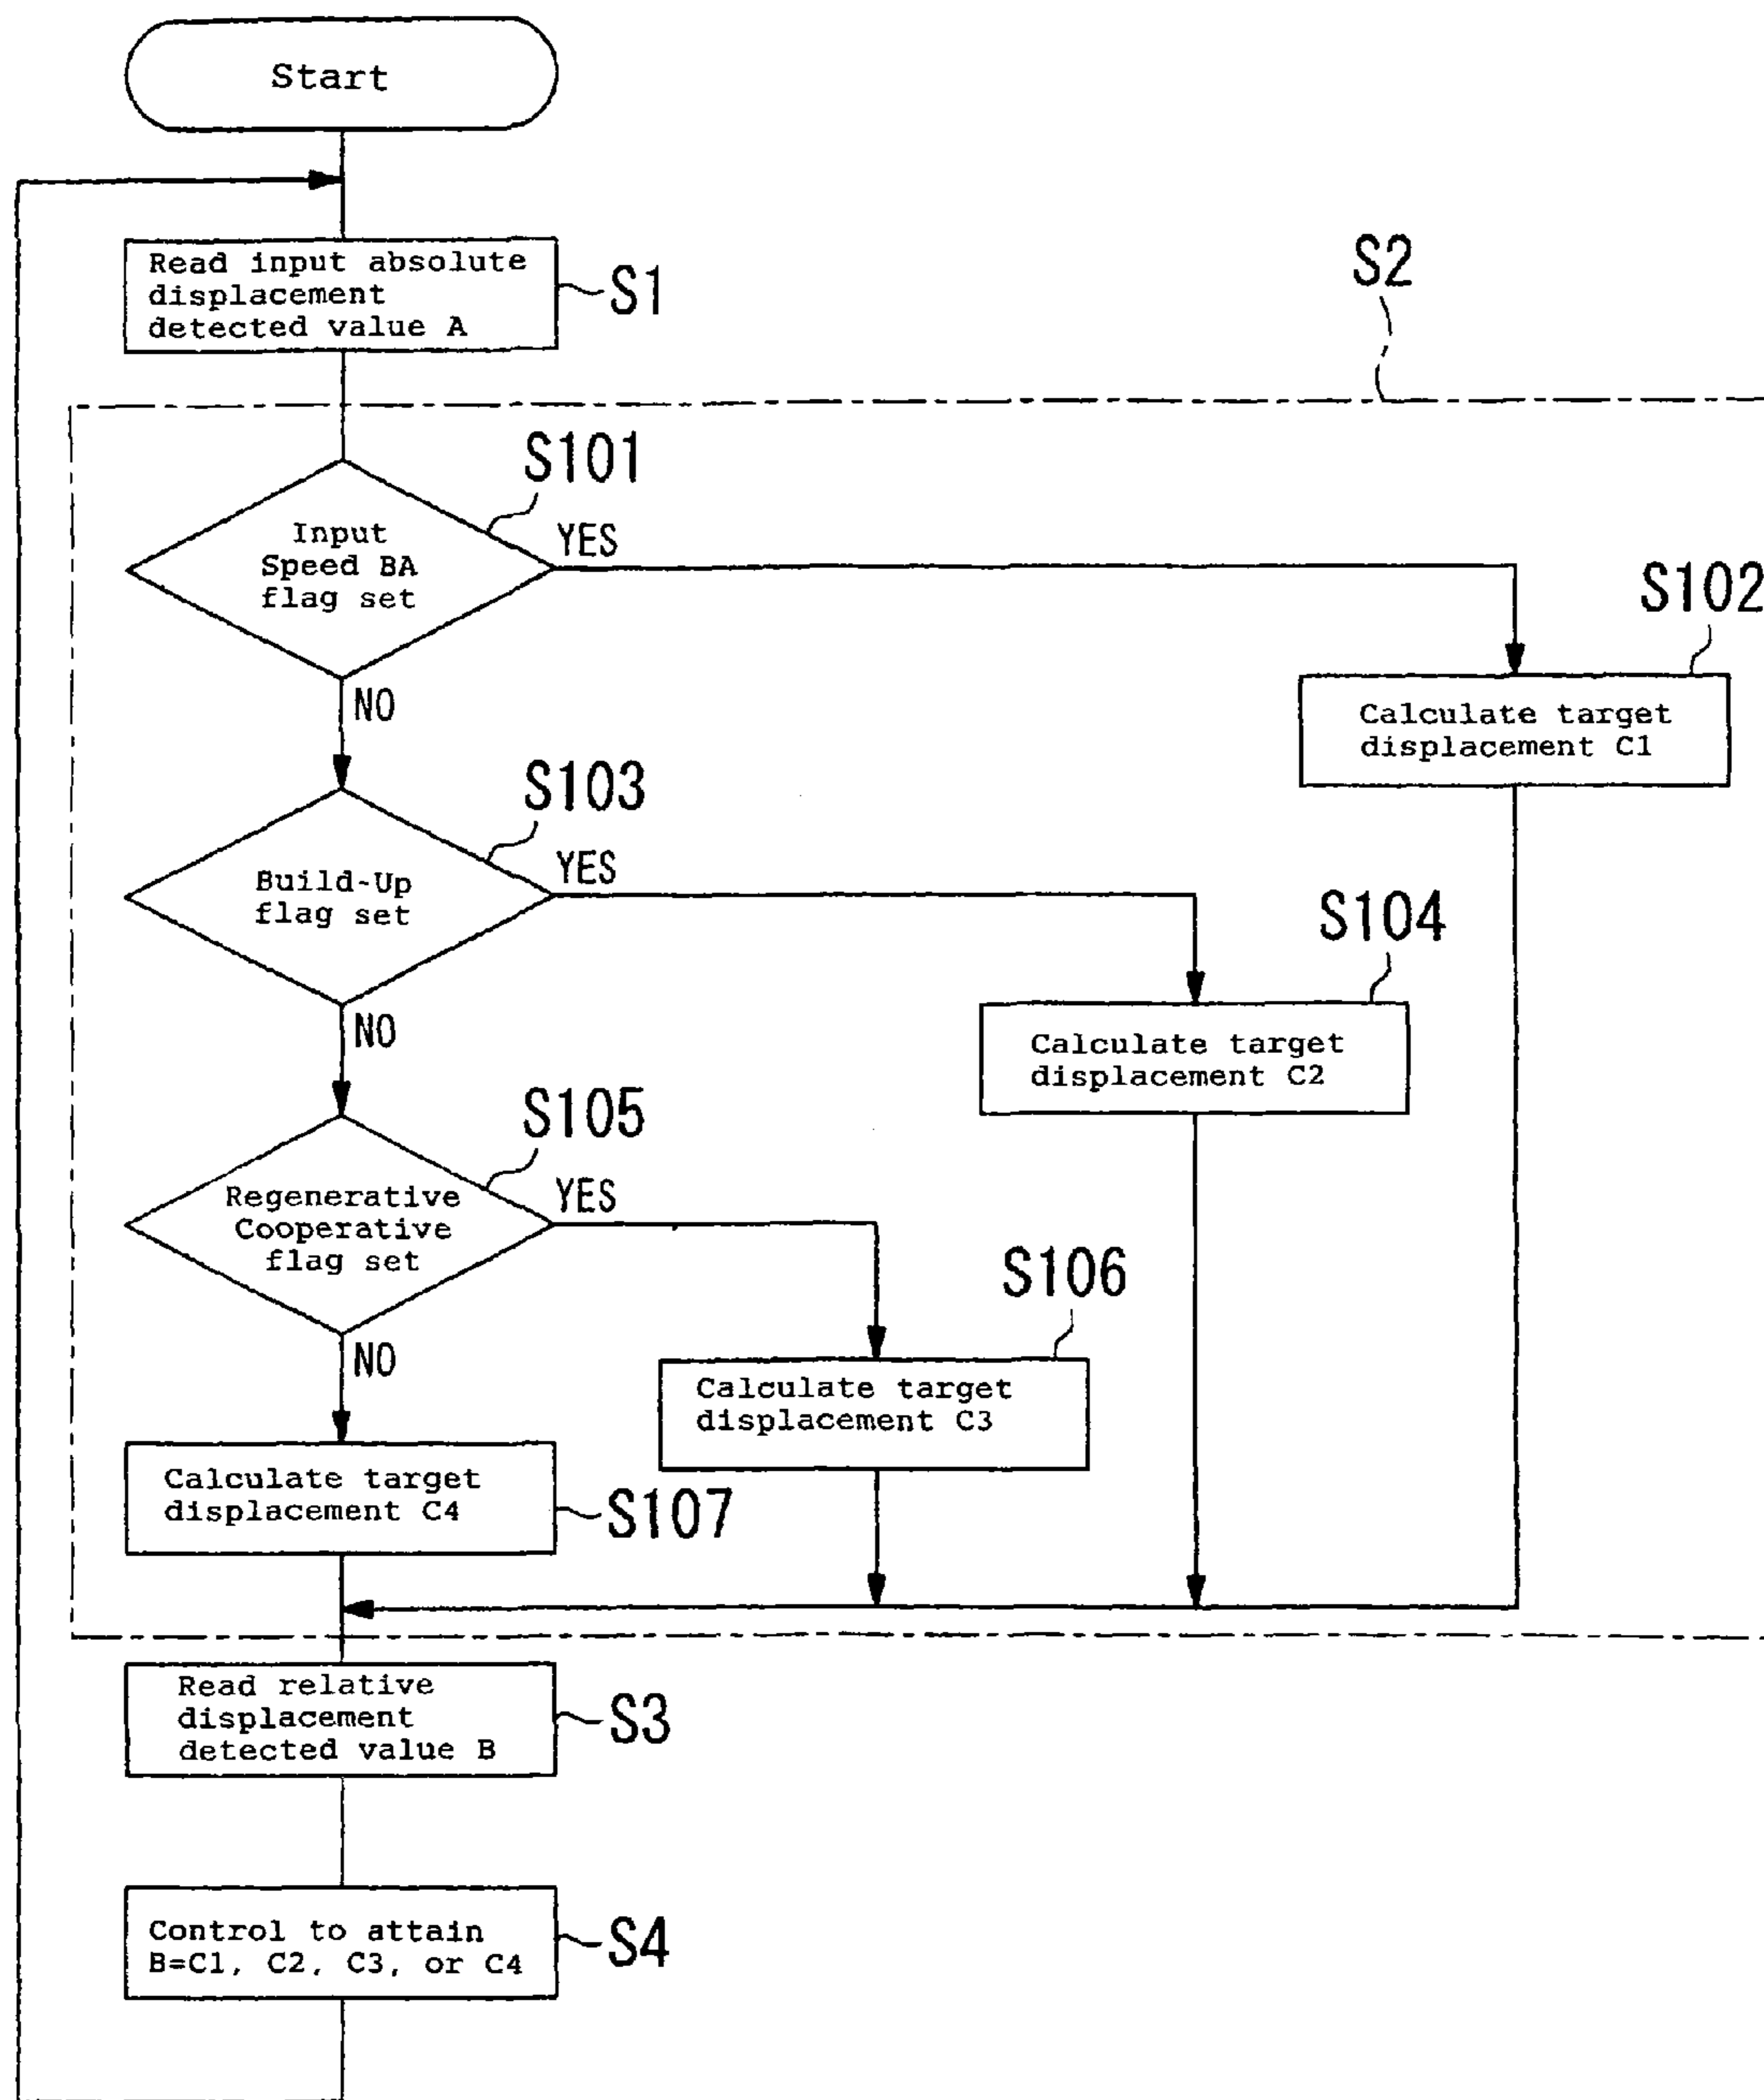 Start
Read input absolute
displacement
detected value A
S1
S2
S101
Input
Speed BA
flag set
YES
NO
S102
Calculate target
displacement C1
S103
Build-Up
flag set
YES
NO
S104
Calculate target
displacement C2
S105
Regenerative
Cooperative
flag set
YES
NO
S106
Calculate target
displacement C3
Calculate target
displacement C4
S107
Read relative
displacement
detected value B
S3
Control to attain
B=C1, C2, C3, or C4
S4